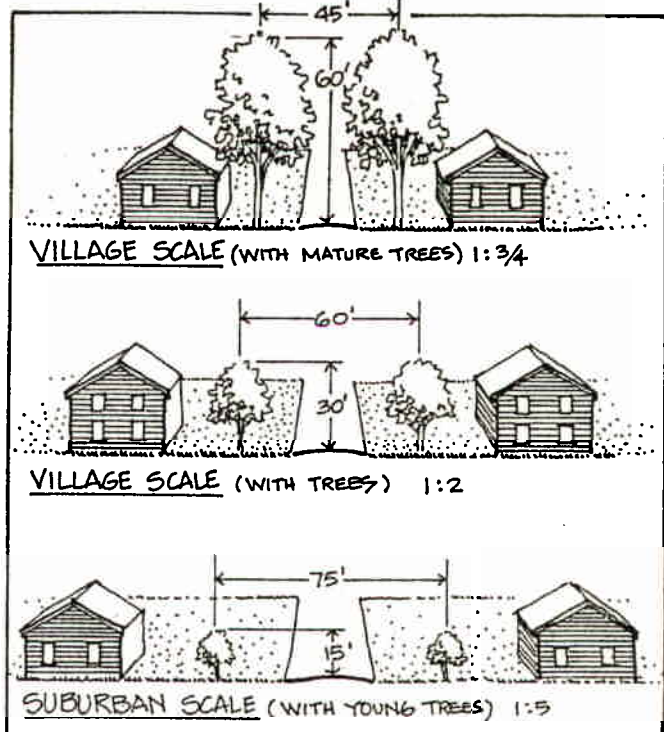 45'
60'
VILLAGE SCALE (WITH MATURE TREES) 1:3/4
60'
30'
VILLAGE SCALE (WITH TREES) 1:2
75'
15'
SUBURBAN SCALE (WITH YOUNG TREES) 1:5